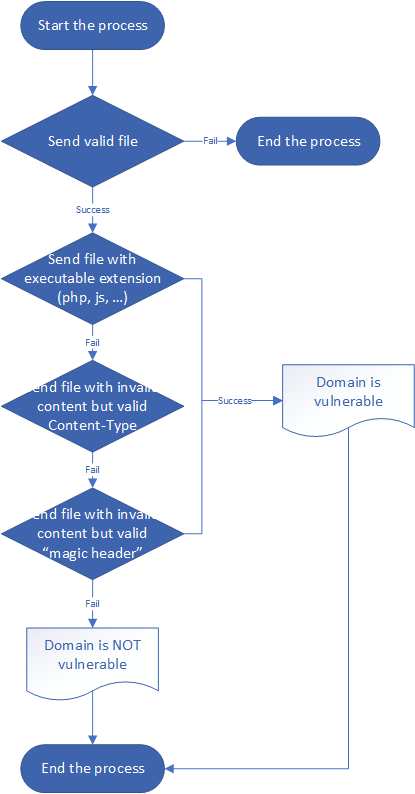 Start the process
Send valid file
Fail
End the process
Success
Send file with
executable extension
(php, js, …)
Fail
end file with invali
content but valid
Content-Type
Success
Domain is
vulnerable
Fail
end file with invali
content but valid
“magic header”
Fail
Domain is NOT
vulnerable
End the process